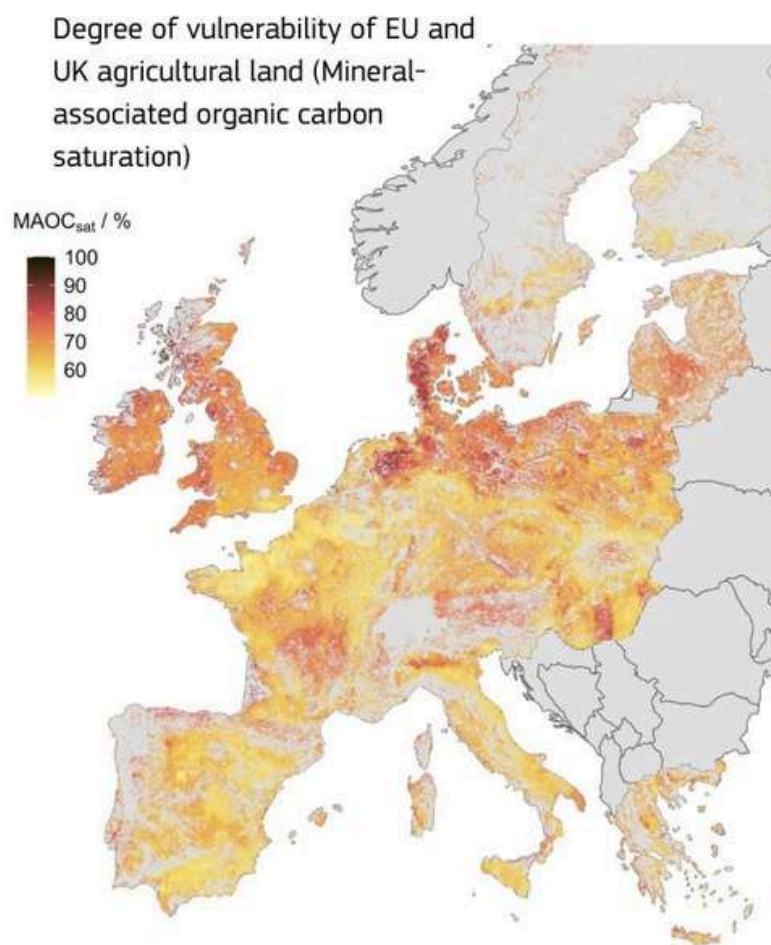 Degree of vulnerability of EU and
UK agricultural land (Mineral-
associated organic carbon
saturation)
MAOCsat / %
100
90
80
70
60